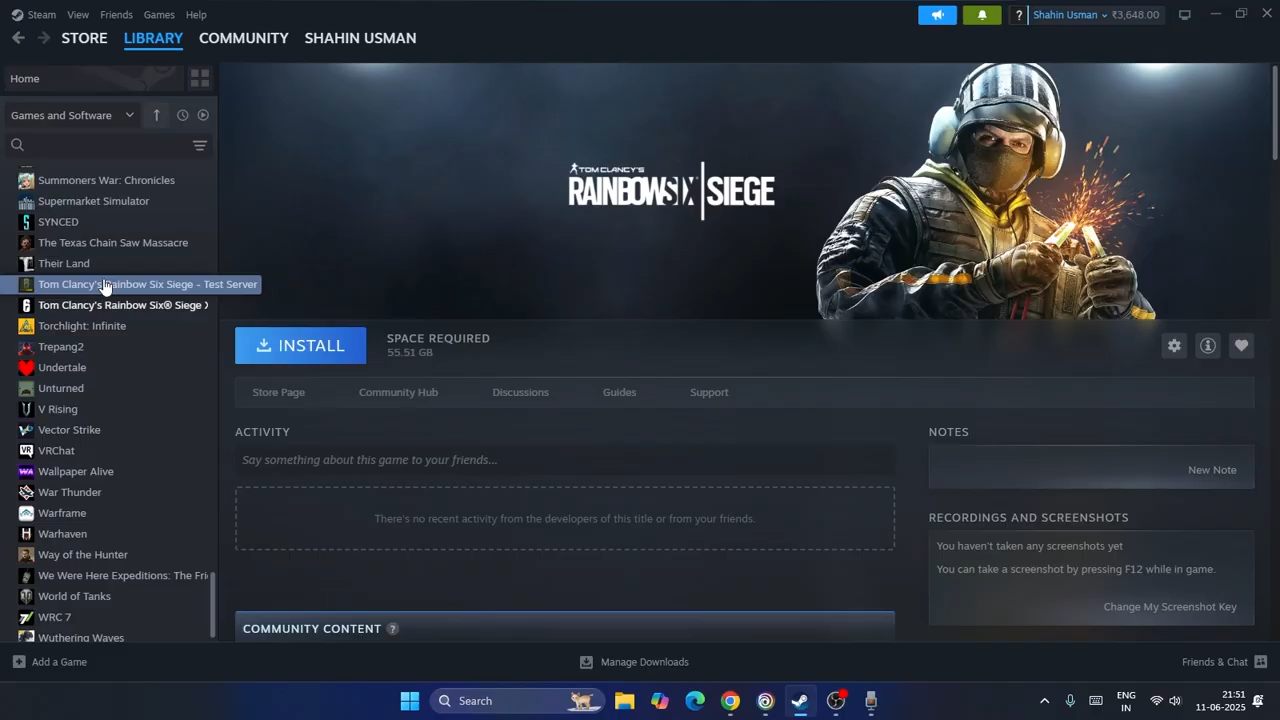 Steam View Friends Games Help
? Shahin Usman ₹3,648.00
STORE LIBRARY COMMUNITY SHAHIN USMAN
Home
Games and Software
Summoners War: Chronicles
Supermarket Simulator
SYNCED
The Texas Chain Saw Massacre
Their Land
Tom Clancy's Rainbow Six Siege - Test Server
Tom Clancy's Rainbow Six® Siege X
Torchlight: Infinite
Trepang2
Undertale
Unturned
V Rising
Vector Strike
VRChat
Wallpaper Alive
War Thunder
Warframe
Warhaven
Way of the Hunter
We Were Here Expeditions: The Fri
World of Tanks
WRC 7
Wuthering Waves
Add a Game
TOM CLANCY'S
RAINBOWSIX SIEGE
INSTALL
SPACE REQUIRED
55.51 GB
Store Page Community Hub Discussions Guides Support
ACTIVITY
Say something about this game to your friends...
There's no recent activity from the developers of this title or from your friends.
COMMUNITY CONTENT ?
NOTES
New Note
RECORDINGS AND SCREENSHOTS
You haven't taken any screenshots yet
You can take a screenshot by pressing F12 while in game.
Change My Screenshot Key
Manage Downloads
Friends & Chat
Search
ENG
IN
21:51
11-06-2025